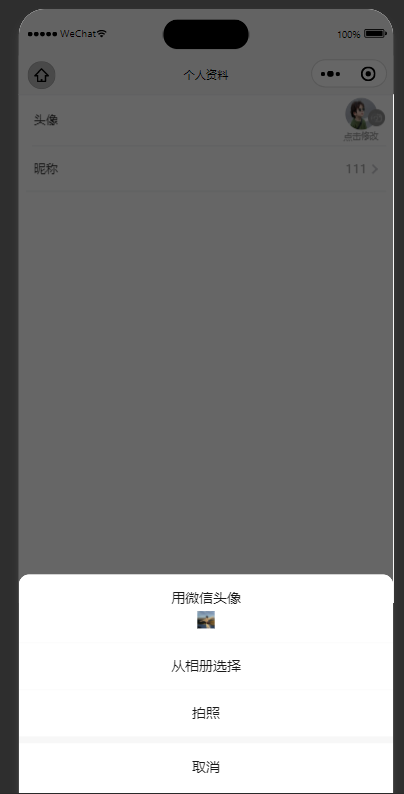 WeChat
100%
个人资料
头像
点击修改
昵称
111
用微信头像
从相册选择
拍照
取消